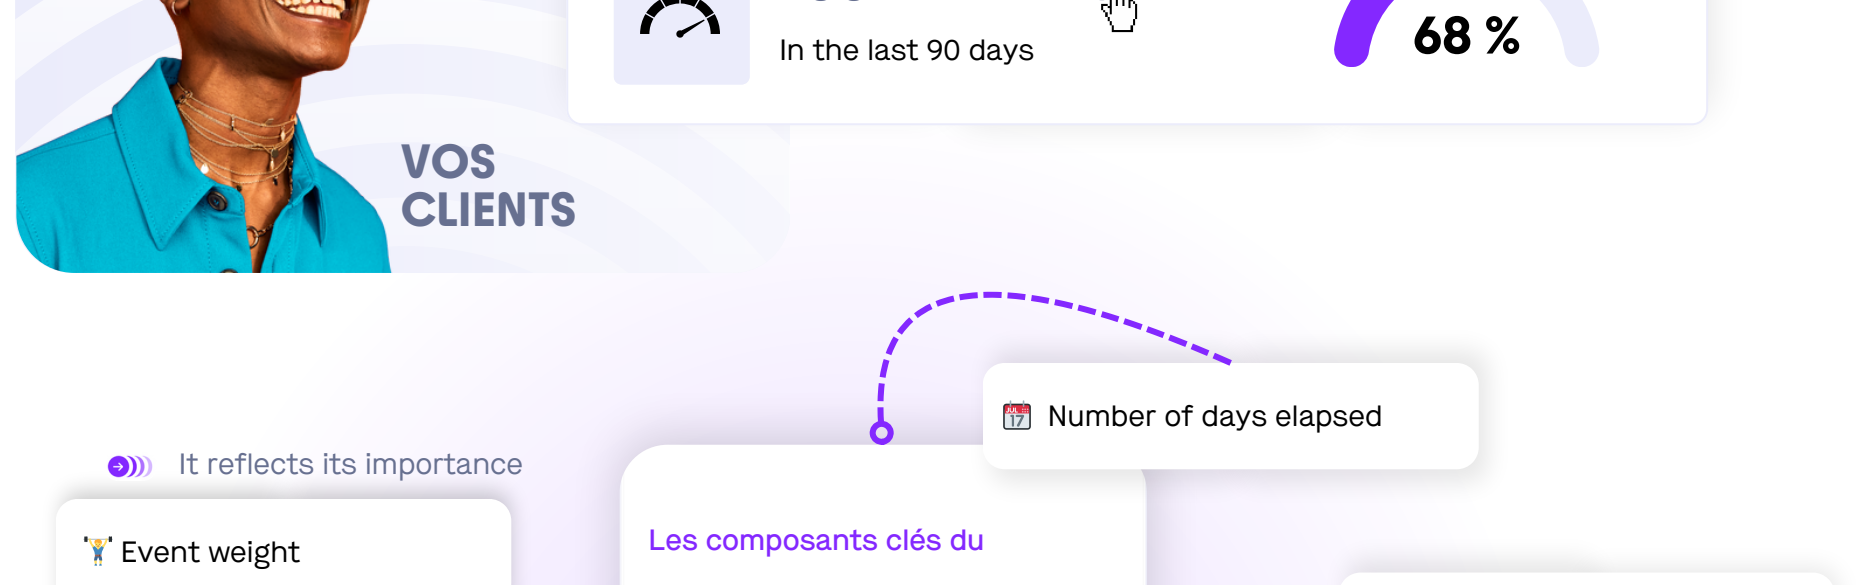 68 %
In the last 90 days
VOS
CLIENTS
Number of days elapsed
It reflects its importance
Event weight
Les composants clés du